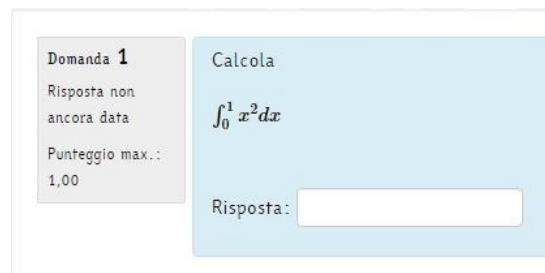 Domanda 1
Risposta non
ancora data
Punteggio max.:
1,00
Calcola
∫₀¹ x²dx
Risposta: